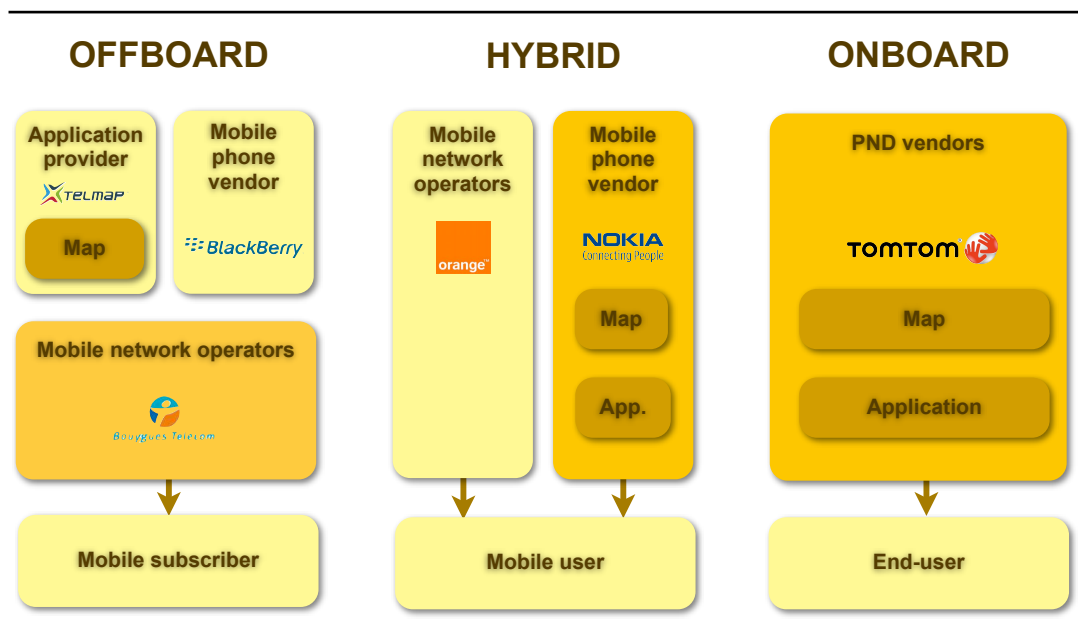 OFFBOARD
HYBRID
ONBOARD
Application
provider
TELMAP
Map
Mobile
phone
vendor
BlackBerry
Mobile network operators
Bouygues Telecom
Mobile subscriber
Mobile
network
operators
orange™
Mobile
phone
vendor
NOKIA
Connecting People
Map
App.
Mobile user
PND vendors
TOMTOM
Map
Application
End-user